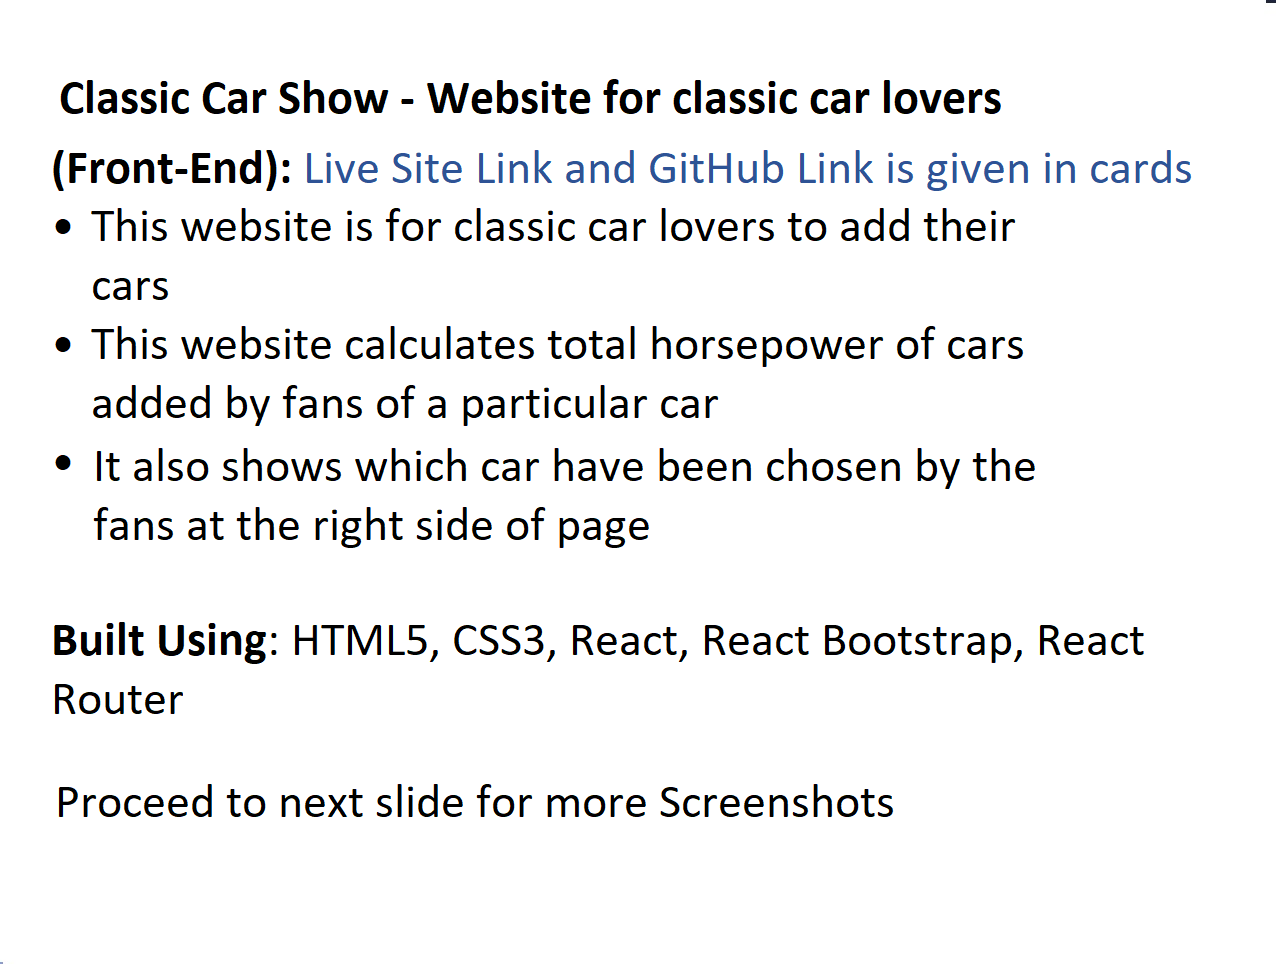 Classic Car Show - Website for classic car lovers
(Front-End): Live Site Link and GitHub Link is given in cards
• This website is for classic car lovers to add their
cars
• This website calculates total horsepower of cars
added by fans of a particular car
• It also shows which car have been chosen by the
fans at the right side of page
Built Using: HTML5, CSS3, React, React Bootstrap, React
Router
Proceed to next slide for more Screenshots